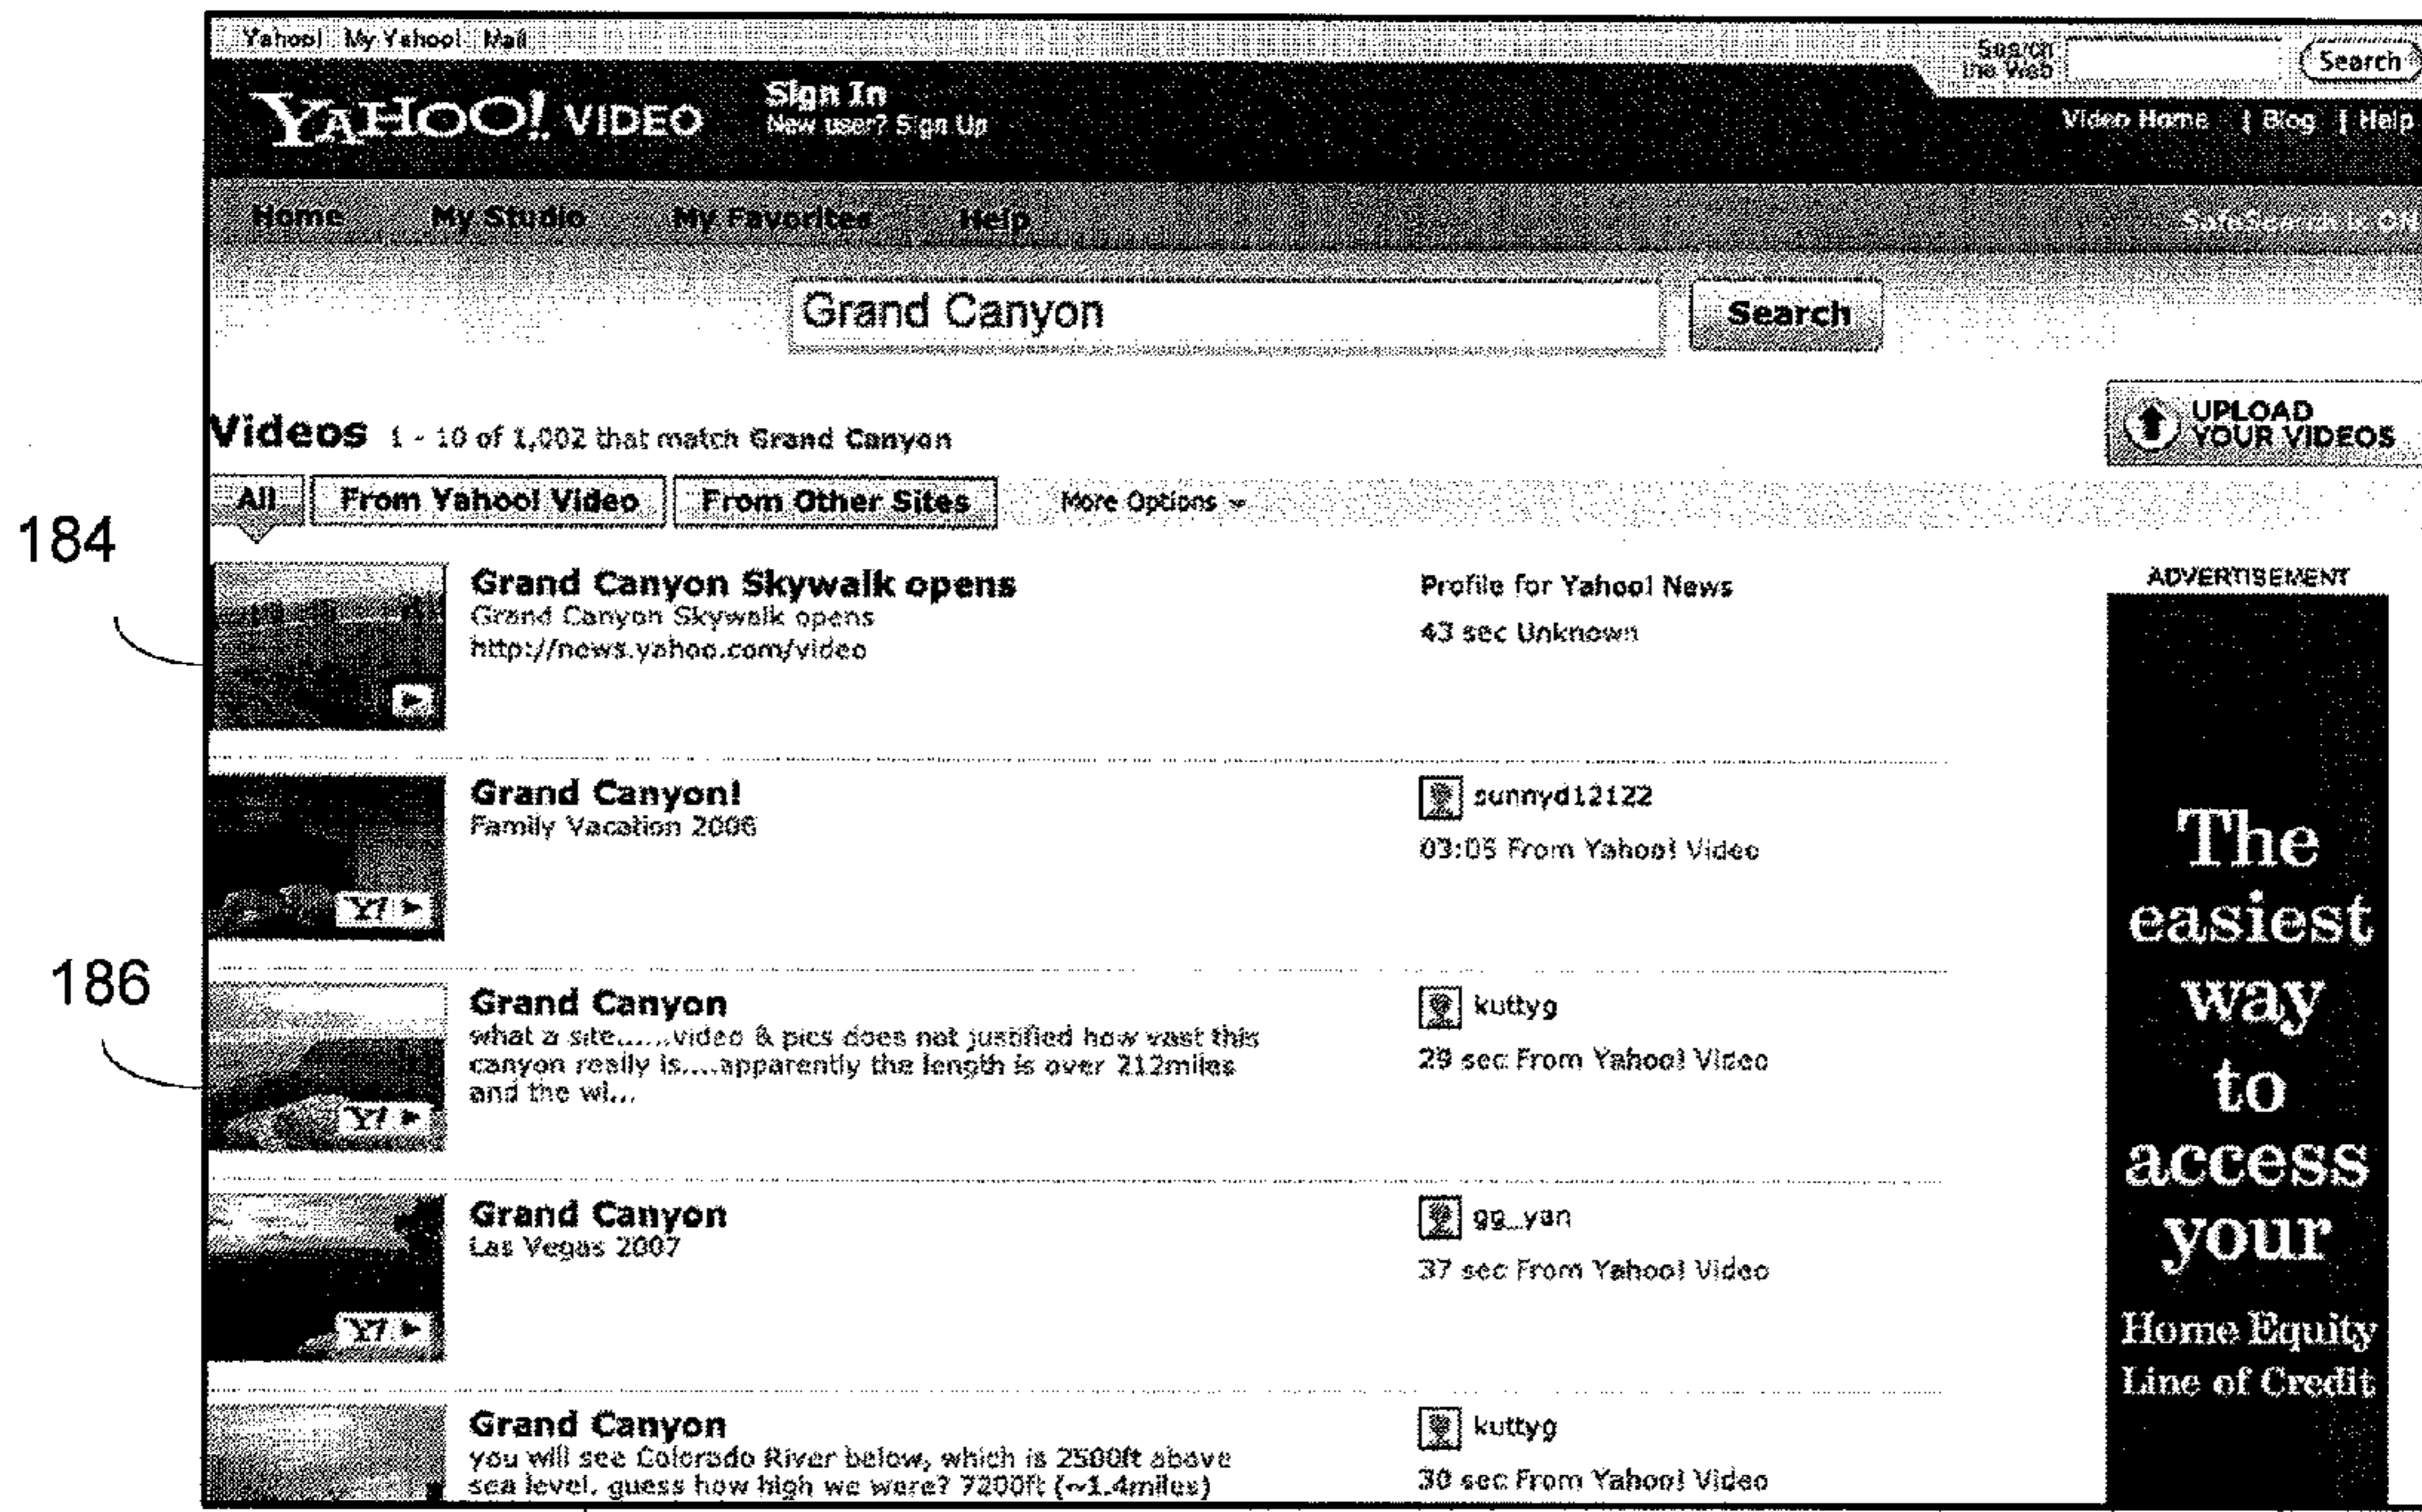 Yahoo! My Yahoo! Mail
Search the Web
Search
YAHOO! VIDEO
Sign In
New user? Sign Up
Video Home | Blog | Help
Home My Studio My Favorites Help
SafeSearch is ON
Grand Canyon
Search
Videos 1 - 10 of 1,002 that match Grand Canyon
UPLOAD
YOUR VIDEOS
All From Yahoo! Video From Other Sites More Options
184
Grand Canyon Skywalk opens
Grand Canyon Skywalk opens
http://news.yahoo.com/video
Profile for Yahoo! News
43 sec Unknown
Grand Canyon!
Family Vacation 2006
sunnyd12122
03:05 From Yahoo! Video
Y!
186
Grand Canyon
what a site......video & pics does not justified how vast this
canyon really is....apparently the length is over 212miles
and the wi...
kuttyg
29 sec From Yahoo! Video
Y!
Grand Canyon
Las Vegas 2007
gg_yan
37 sec From Yahoo! Video
Y!
Grand Canyon
you will see Colorado River below, which is 2500ft above
sea level. guess how high we were? 7200ft (~1.4miles)
kuttyg
30 sec From Yahoo! Video
ADVERTISEMENT
The
easiest
way
to
access
your
Home Equity
Line of Credit